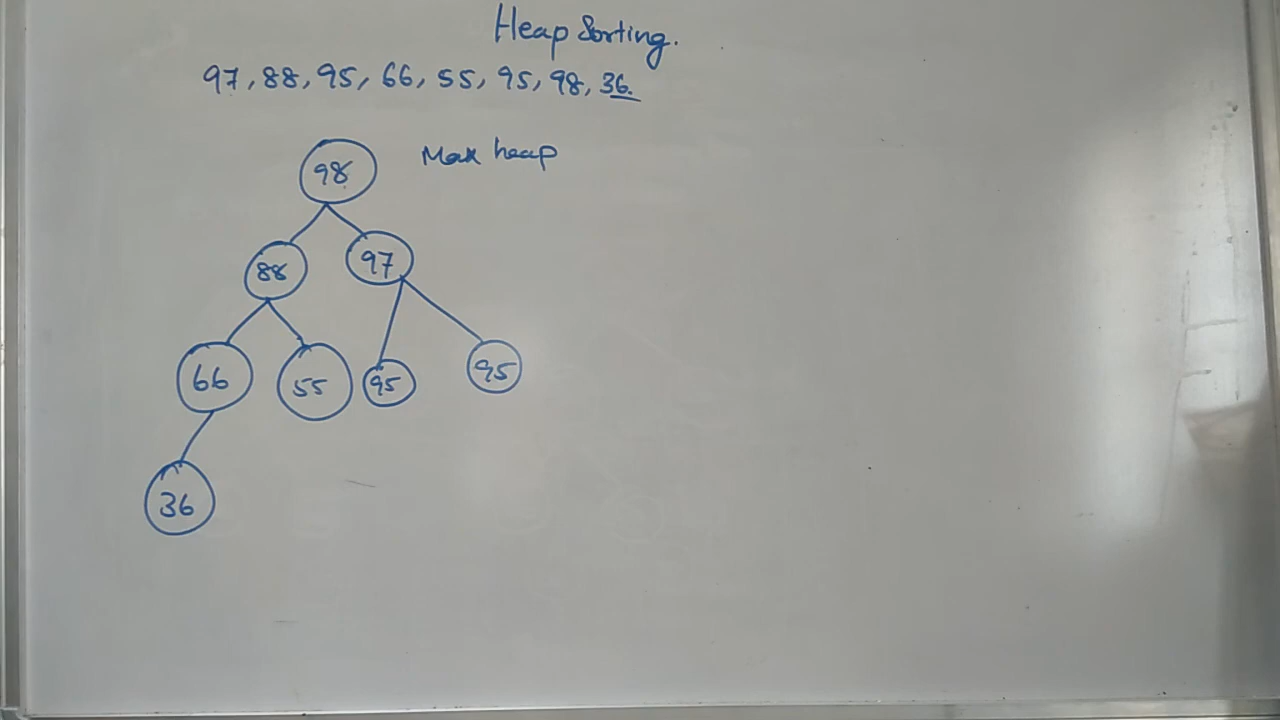 Heap Sorting.
97, 88, 95, 66, 55, 95, 98, 36.
Max heap
98
88 97
66 55 95 95
36